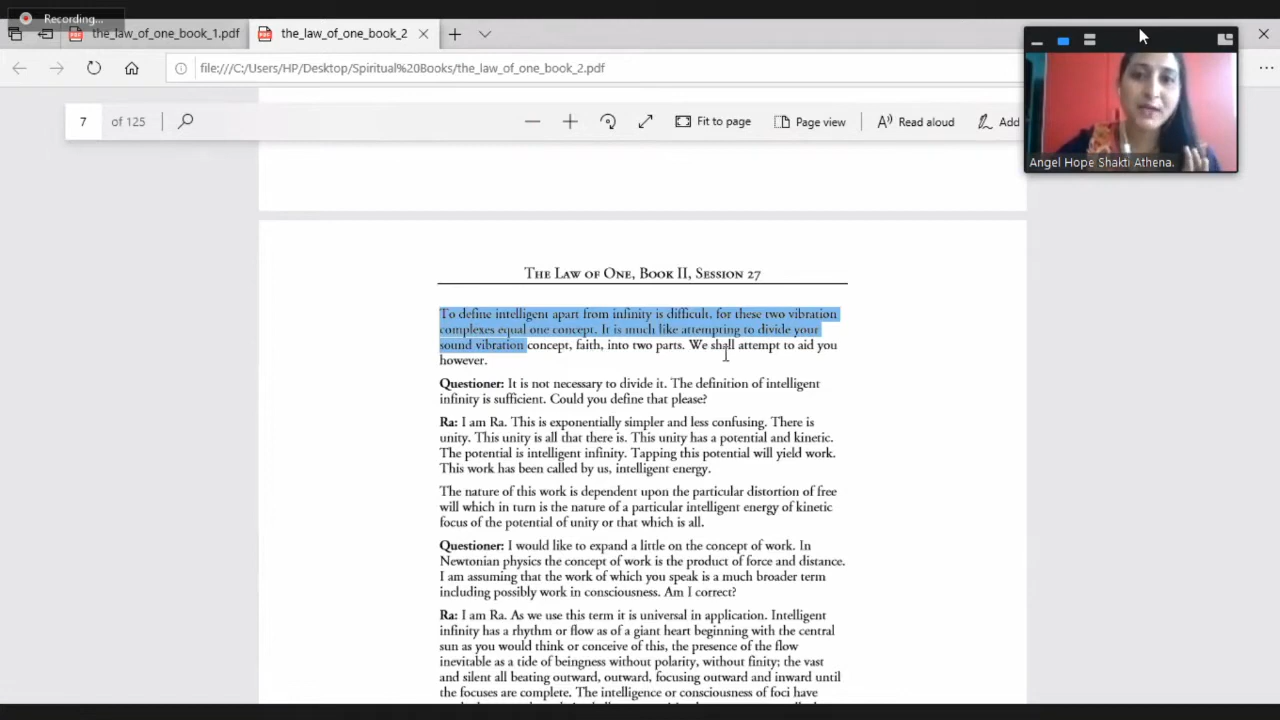 Recording...
the_law_of_one_book_1.pdf
the_law_of_one_book_2
file:///C:/Users/HP/Desktop/Spiritual%20Books/the_law_of_one_book_2.pdf
7 of 125
Fit to page
Page view
Read aloud
Add
Angel Hope Shakti Athena.
The Law of One, Book II, Session 27
To define intelligent apart from infinity is difficult, for these two vibration
complexes equal one concept. It is much like attempting to divide your
sound vibration concept, faith, into two parts. We shall attempt to aid you
however.
Questioner: It is not necessary to divide it. The definition of intelligent
infinity is sufficient. Could you define that please?
Ra: I am Ra. This is exponentially simpler and less confusing. There is
unity. This unity is all that there is. This unity has a potential and kinetic.
The potential is intelligent infinity. Tapping this potential will yield work.
This work has been called by us, intelligent energy.
The nature of this work is dependent upon the particular distortion of free
will which in turn is the nature of a particular intelligent energy of kinetic
focus of the potential of unity or that which is all.
Questioner: I would like to expand a little on the concept of work. In
Newtonian physics the concept of work is the product of force and distance.
I am assuming that the work of which you speak is a much broader term
including possibly work in consciousness. Am I correct?
Ra: I am Ra. As we use this term it is universal in application. Intelligent
infinity has a rhythm or flow as of a giant heart beginning with the central
sun as you would think or conceive of this, the presence of the flow
inevitable as a tide of beingness without polarity, without finity; the vast
and silent all beating outward, outward, focusing outward and inward until
the focuses are complete. The intelligence or consciousness of foci have